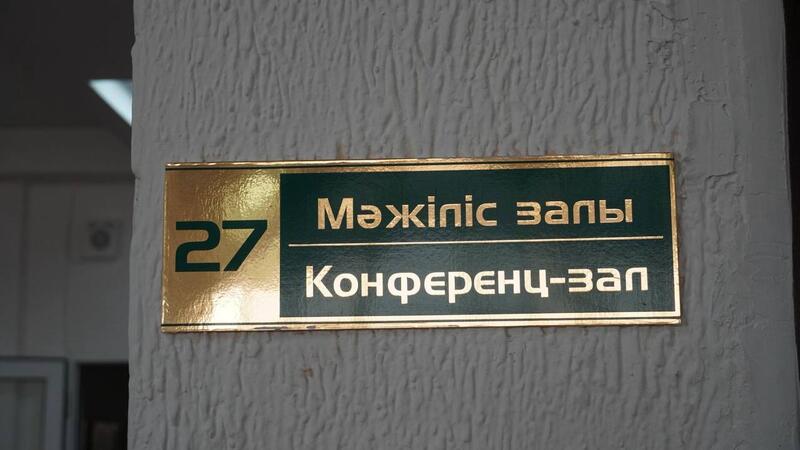 27
Мәжіліс залы
Конференц-зал